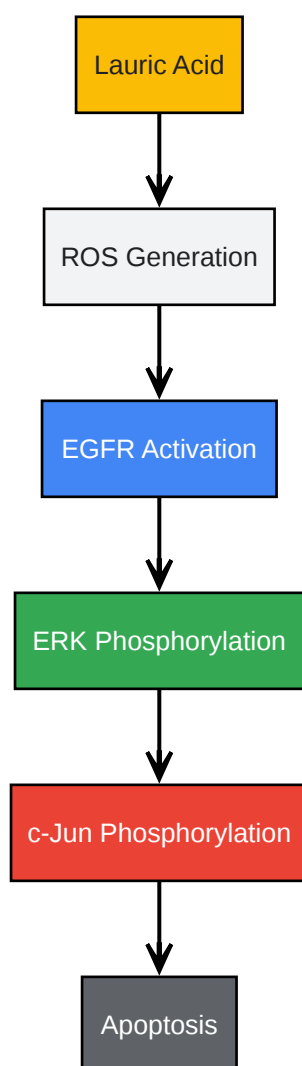 Lauric Acid
ROS Generation
EGFR Activation
ERK Phosphorylation
c-Jun Phosphorylation
Apoptosis